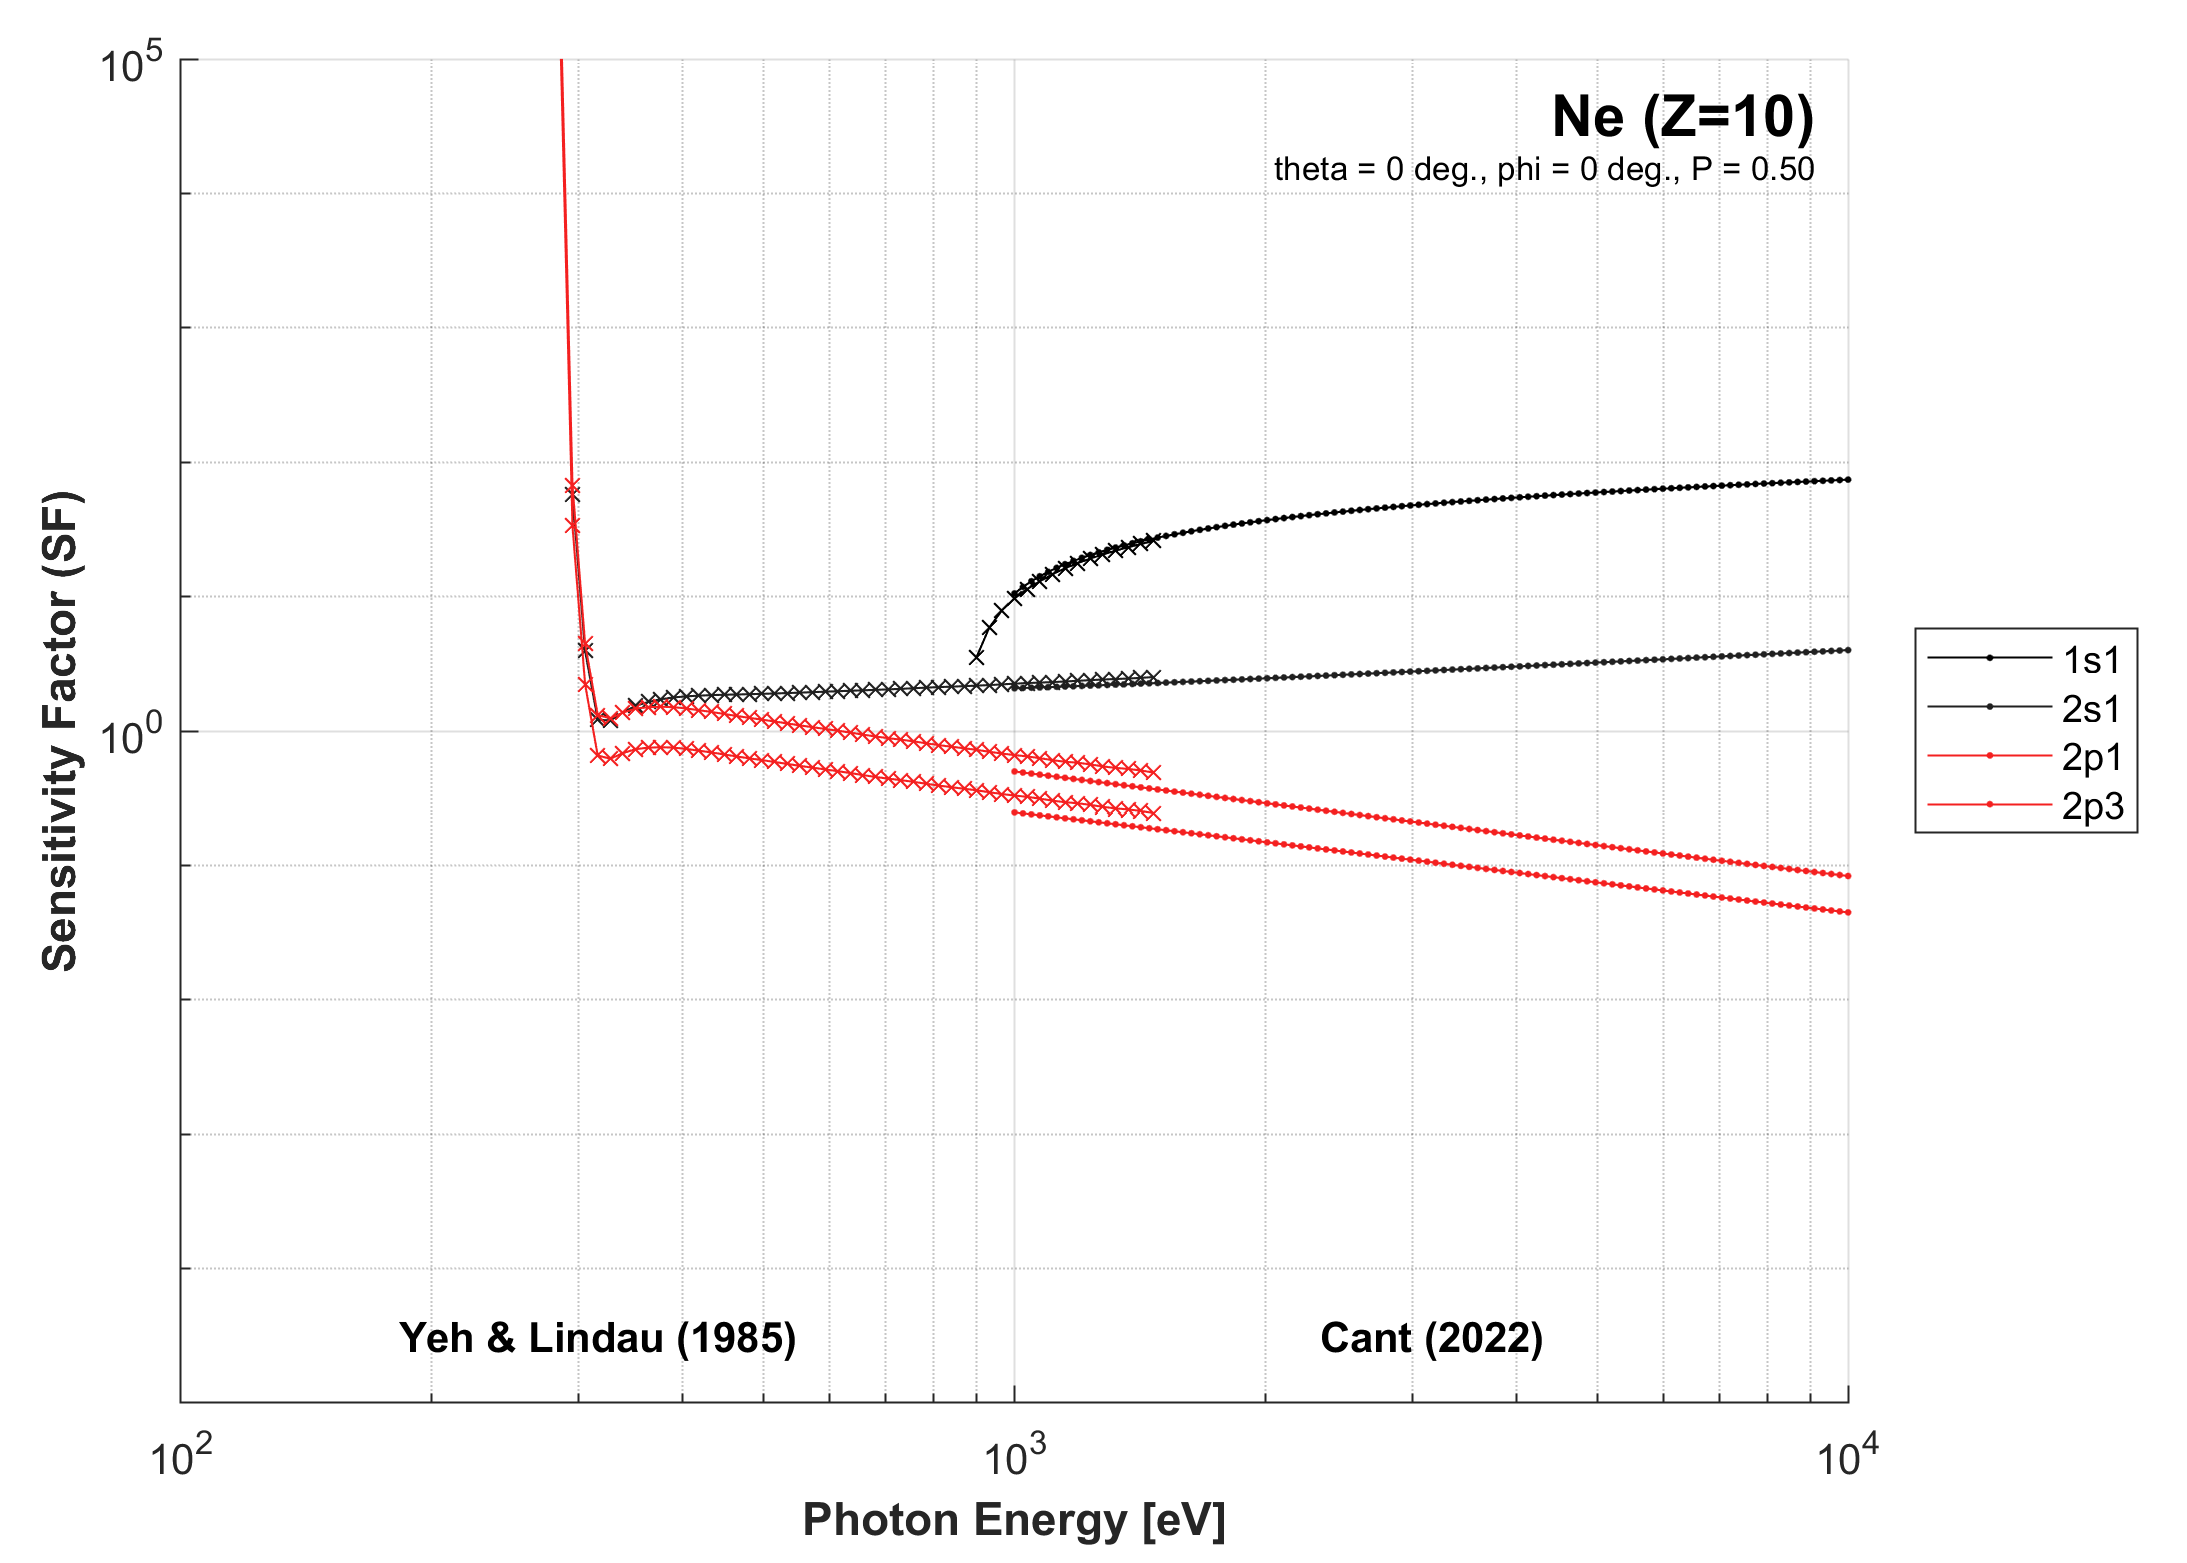 10^5
Ne (Z=10)
theta = 0 deg., phi = 0 deg., P = 0.50
Sensitivity Factor (SF)
10^0
1s1
2s1
2p1
2p3
Yeh & Lindau (1985)
Cant (2022)
10^2
10^3
10^4
Photon Energy [eV]